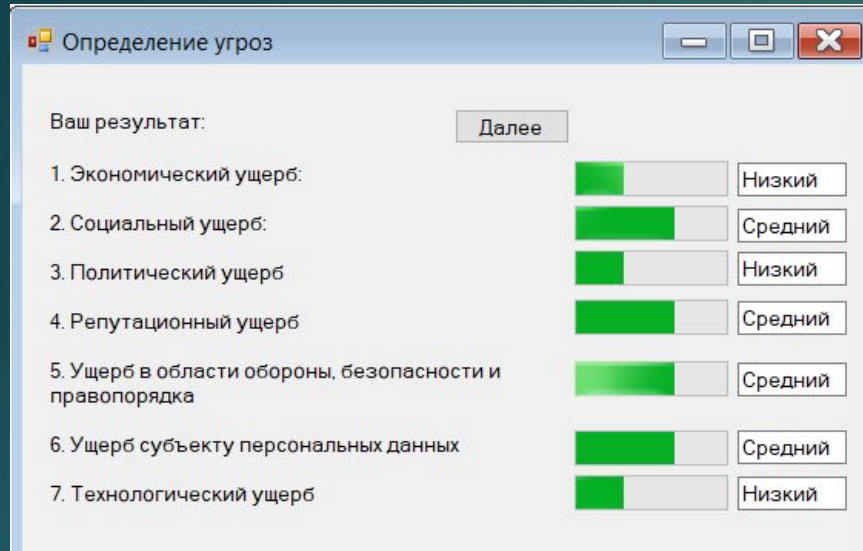 Определение угроз
Ваш результат:
Далее
1. Экономический ущерб:
Низкий
2. Социальный ущерб:
Средний
3. Политический ущерб
Низкий
4. Репутационный ущерб
Средний
5. Ущерб в области обороны, безопасности и
правопорядка
Средний
6. Ущерб субъекту персональных данных
Средний
7. Технологический ущерб
Низкий